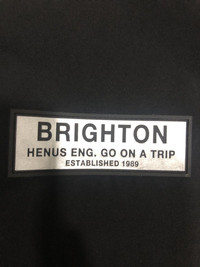 BRIGHTON
HENUS ENG. GO ON A TRIP
ESTABLISHED 1989